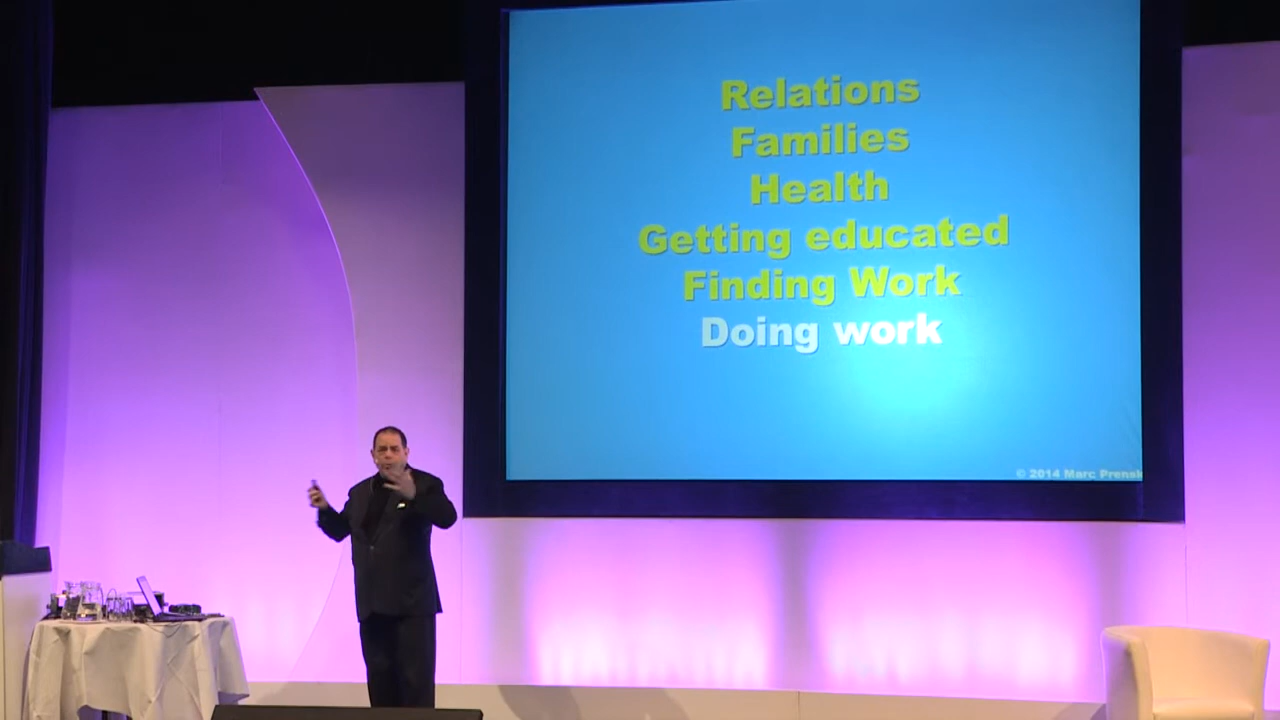 Relations
Families
Health
Getting educated
Finding Work
Doing work
© 2014 Marc Prensk